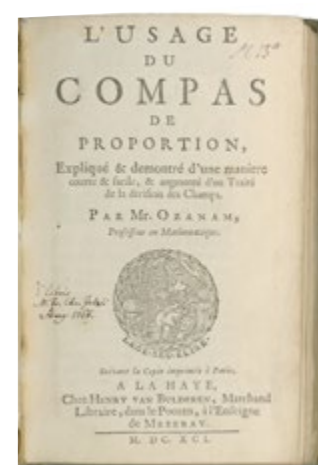 L'USAGE
DU
COMPAS
DE
PROPORTION,
Expliqué & demontré d'une maniere
courte & facile, & augmenté d'un Traité
de la division des Champs.
PAR Mr. OZANAM,
Professeur en Mathematique.
Suivant la Copie imprimée à Paris,
A LA HAYE,
Chez HENRY VAN BULDEREN, Marchand
Libraire, dans le Pooten, à l'Enseigne
de MEZERAY.
M. DC. XCI.